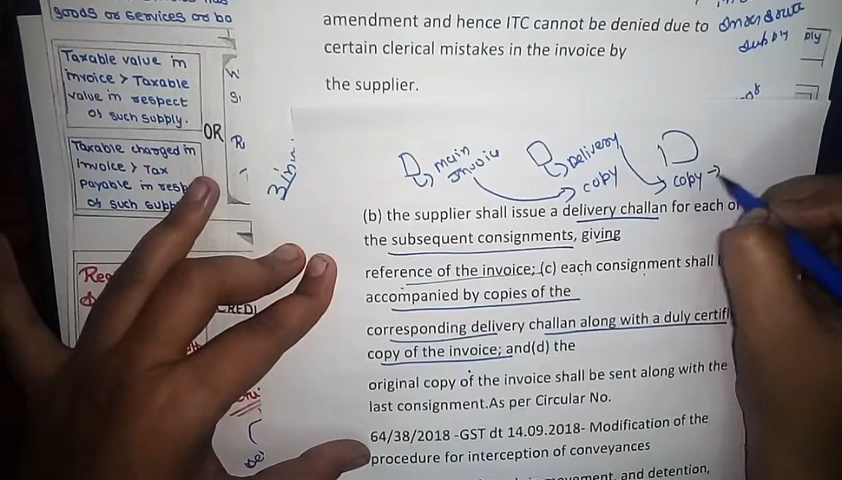 goods or services or bo
Taxable value in
invoice > Taxable
value in respect
of such supply.
OR
Taxable charged in
invoice > Tax
payable in resp
of such supp
amendment and hence ITC cannot be denied due to
certain clerical mistakes in the invoice by
the supplier.
supply
ply
main
Invoice
Delivery
copy
copy →
(b) the supplier shall issue a delivery challan for each o
the subsequent consignments, giving
reference of the invoice; (c) each consignment shall
accompanied by copies of the
corresponding delivery challan along with a duly certif
copy of the invoice; and(d) the
original copy of the invoice shall be sent along with the
last consignment.As per Circular No.
64/38/2018 -GST dt 14.09.2018- Modification of the
procedure for interception of conveyances
movement, and detention,